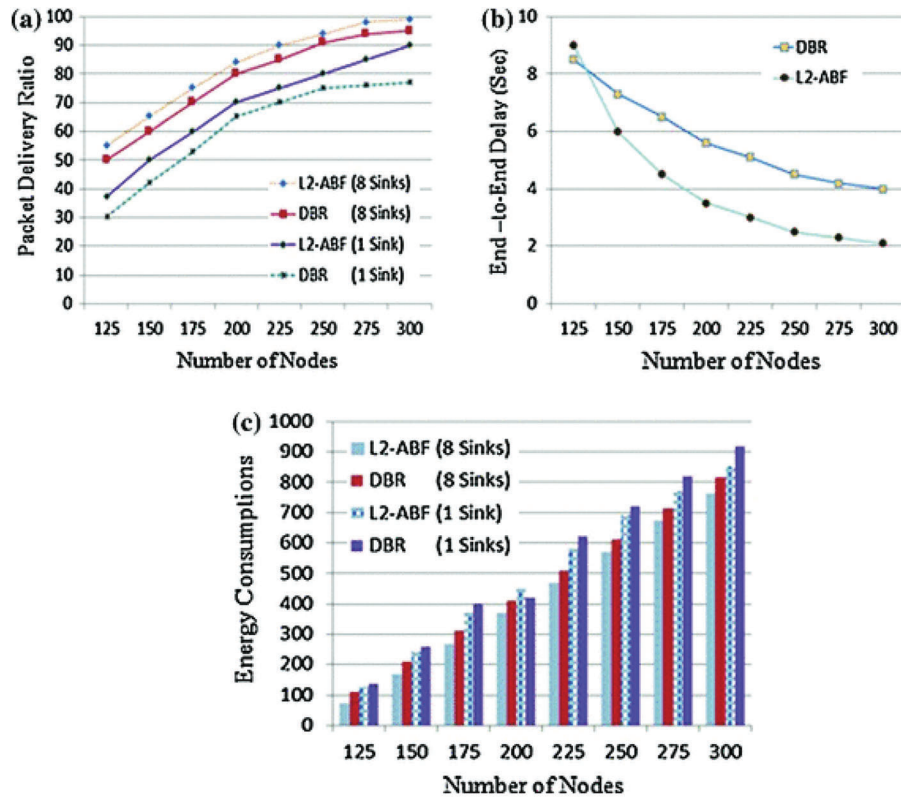 (a)
Packet Delivery Ratio
100
90
80
70
60
50
40
30
20
10
0
125 150 175 200 225 250 275 300
Number of Nodes
L2-ABF (8 Sinks)
DBR (8 Sinks)
L2-ABF (1 Sink)
DBR (1 Sink)
(b)
End –to-End Delay (Sec)
10
8
6
4
2
0
125 150 175 200 225 250 275 300
Number of Nodes
DBR
L2-ABF
(c)
Energy Consumptions
1000
900
800
700
600
500
400
300
200
100
0
125 150 175 200 225 250 275 300
Number of Nodes
L2-ABF (8 Sinks)
DBR (8 Sinks)
L2-ABF (1 Sink)
DBR (1 Sinks)